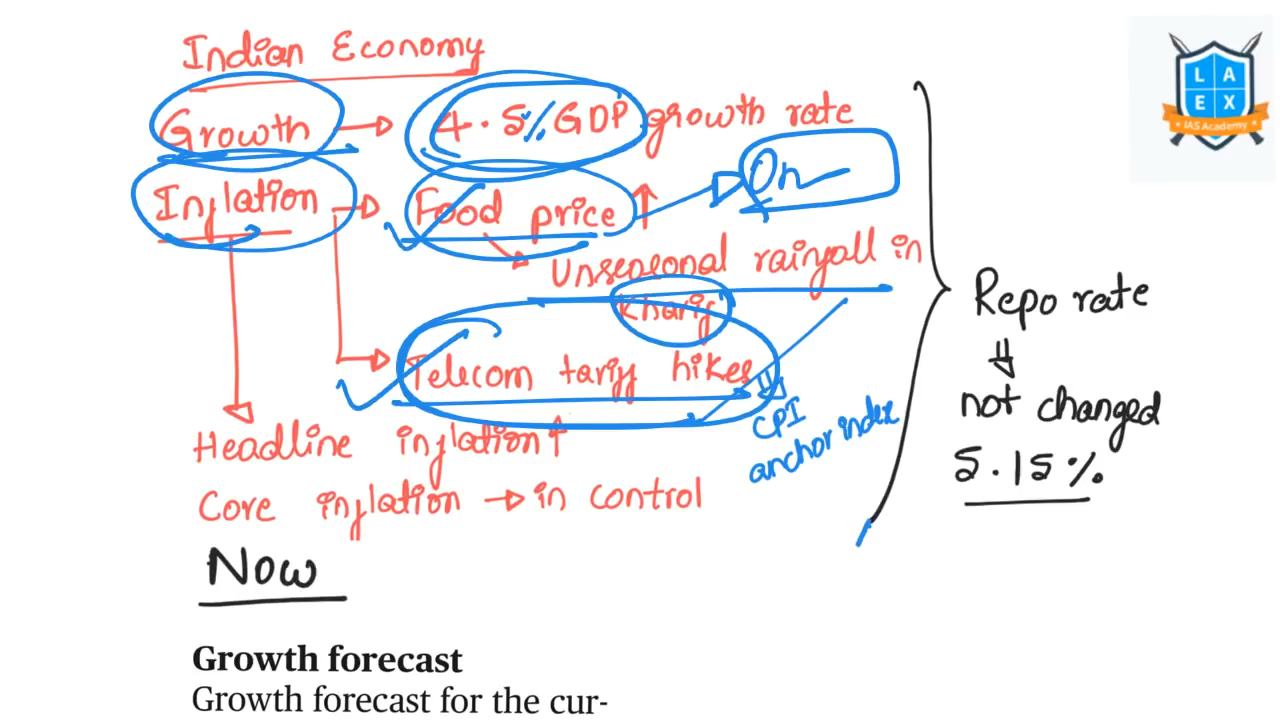 Indian Economy
Growth → 4.5% GDP growth rate
Inflation → Food price ↑ → On
Unseasonal rainfall in
kharif
Telecom tariff hikes
CPI
anchor index
Headline inflation ↑
Core inflation → in control
Repo rate
⇓
not changed
5.15%
Now
Growth forecast
Growth forecast for the cur-
L A
E X
IAS Academy